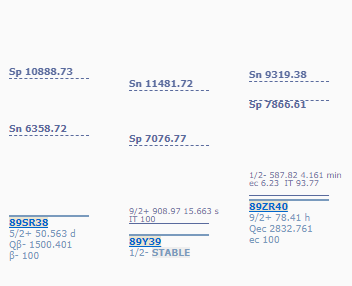 Sp 10888.73
Sn 6358.72
89SR38
5/2+ 50.563 d
Qβ- 1500.401
β- 100
Sn 11481.72
Sp 7076.77
9/2+ 908.97 15.663 s
IT 100
89Y39
1/2- STABLE
Sn 9319.38
Sp 7866.61
1/2- 587.82 4.161 min
ec 6.23 IT 93.77
89ZR40
9/2+ 78.41 h
Qec 2832.761
ec 100